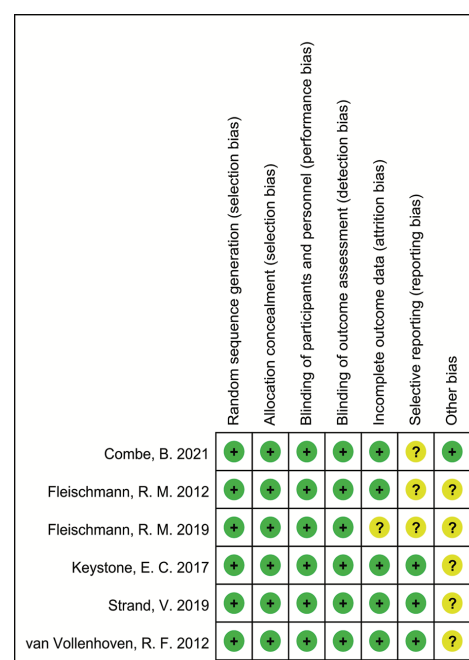 Random sequence generation (selection bias)
Allocation concealment (selection bias)
Blinding of participants and personnel (performance bias)
Blinding of outcome assessment (detection bias)
Incomplete outcome data (attrition bias)
Selective reporting (reporting bias)
Other bias
Combe, B. 2021 + + + + + ? +
Fleischmann, R. M. 2012 + + + + + ? ?
Fleischmann, R. M. 2019 + + + + ? ? ?
Keystone, E. C. 2017 + + + + + + ?
Strand, V. 2019 + + + + + + ?
van Vollenhoven, R. F. 2012 + + + + + + ?